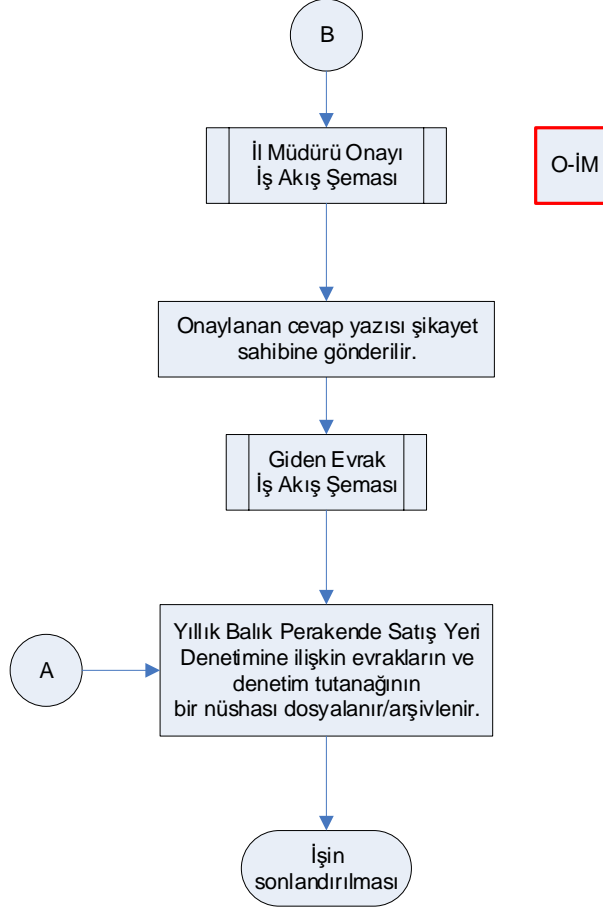 B
İl Müdürü Onayı
İş Akış Şeması
O-İM
Onaylanan cevap yazısı şikayet
sahibine gönderilir.
Giden Evrak
İş Akış Şeması
Yıllık Balık Perakende Satış Yeri
Denetimine ilişkin evrakların ve
denetim tutanağının
bir nüshası dosyalanır/arşivlenir.
A
İşin
sonlandırılması